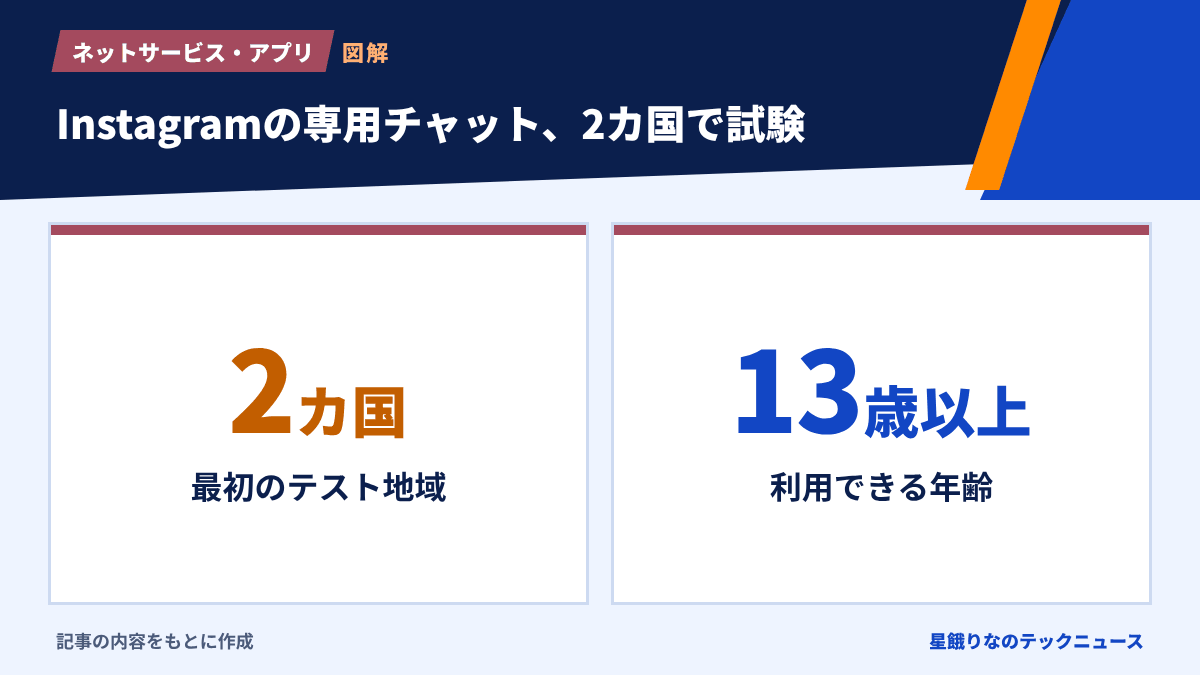 ネットサービス・アプリ 図解
Instagramの専用チャット、2カ国で試験
2カ国
最初のテスト地域
13歳以上
利用できる年齢
記事の内容をもとに作成
星餓りなのテックニュース